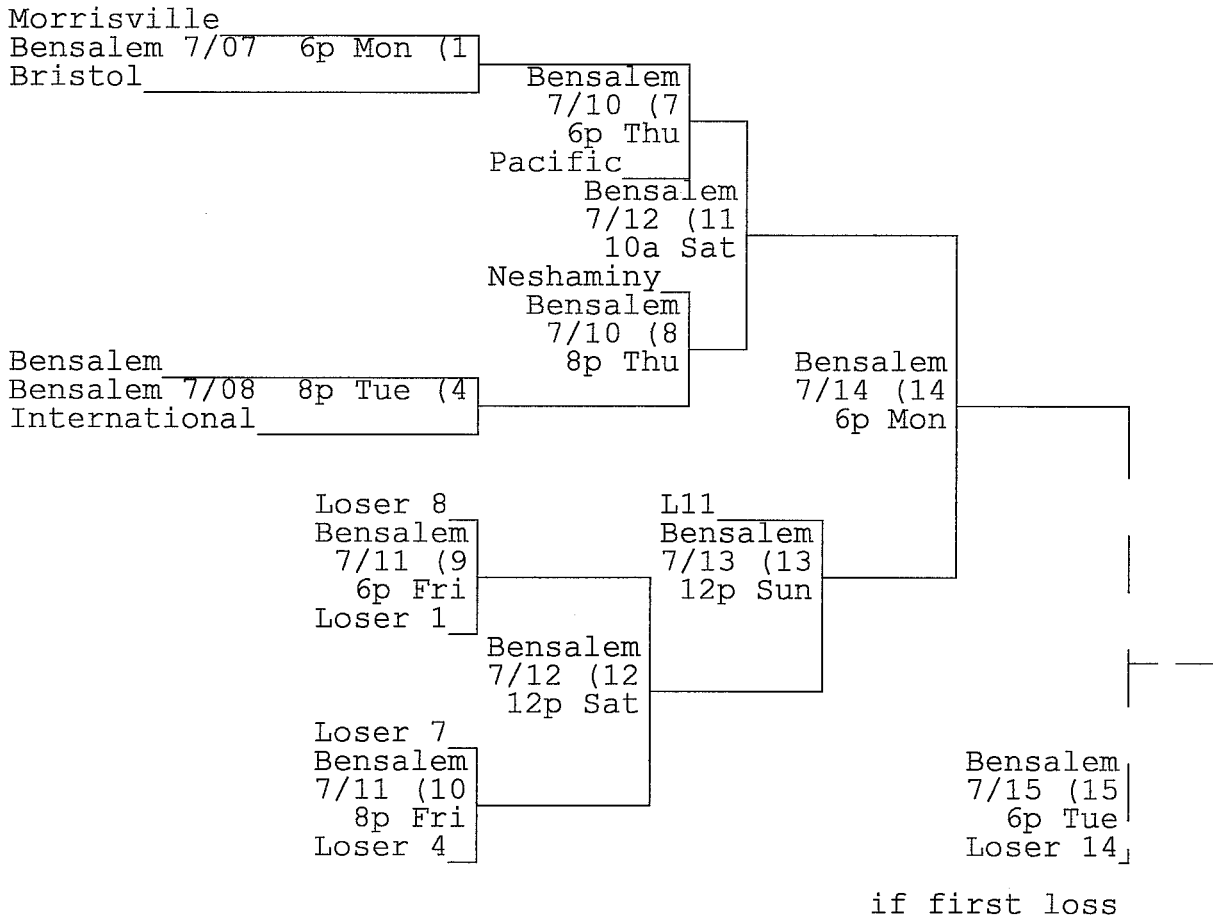 Morrisville
Bensalem 7/07 6p Mon (1
Bristol
Bensalem
7/10 (7
6p Thu
Pacific
Bensalem
7/12 (11
10a Sat
Neshaminy
Bensalem
7/10 (8
8p Thu
Bensalem
Bensalem 7/08 8p Tue (4
International
Bensalem
7/14 (14
6p Mon
Loser 8
Bensalem
7/11 (9
6p Fri
Loser 1
L11
Bensalem
7/13 (13
12p Sun
Bensalem
7/12 (12
12p Sat
Loser 7
Bensalem
7/11 (10
8p Fri
Loser 4
Bensalem
7/15 (15
6p Tue
Loser 14
if first loss